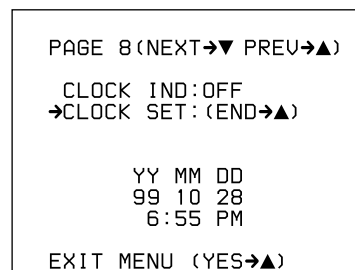 PAGE 8(NEXT→▼ PREV→▲)
CLOCK IND:OFF
→CLOCK SET:(END→▲)
YY MM DD
99 10 28
6:55 PM
EXIT MENU (YES→▲)